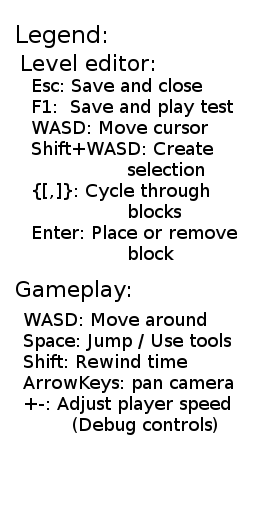 Legend:
Level editor:
Esc: Save and close
F1:  Save and play test
WASD: Move cursor
Shift+WASD: Create
selection
{[,]}: Cycle through
blocks
Enter: Place or remove
block
Gameplay:
WASD: Move around
Space: Jump / Use tools
Shift: Rewind time
ArrowKeys: pan camera
+-: Adjust player speed
(Debug controls)